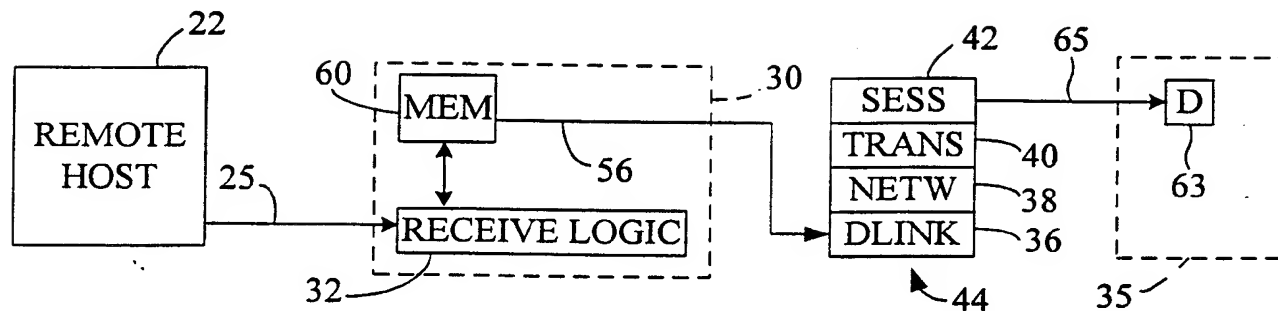 22
REMOTE
HOST
25
60
MEM
30
56
RECEIVE LOGIC
32
42
SESS
TRANS
40
NETW
38
DLINK
36
44
65
D
63
35